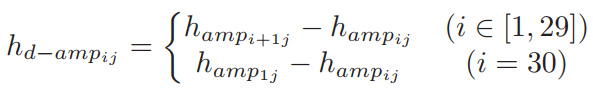 h_{d-amp_{ij}} = { h_{amp_{i+1j}} − h_{amp_{ij}} (i ∈ [1, 29])
h_{amp_{1j}} − h_{amp_{ij}} (i = 30)